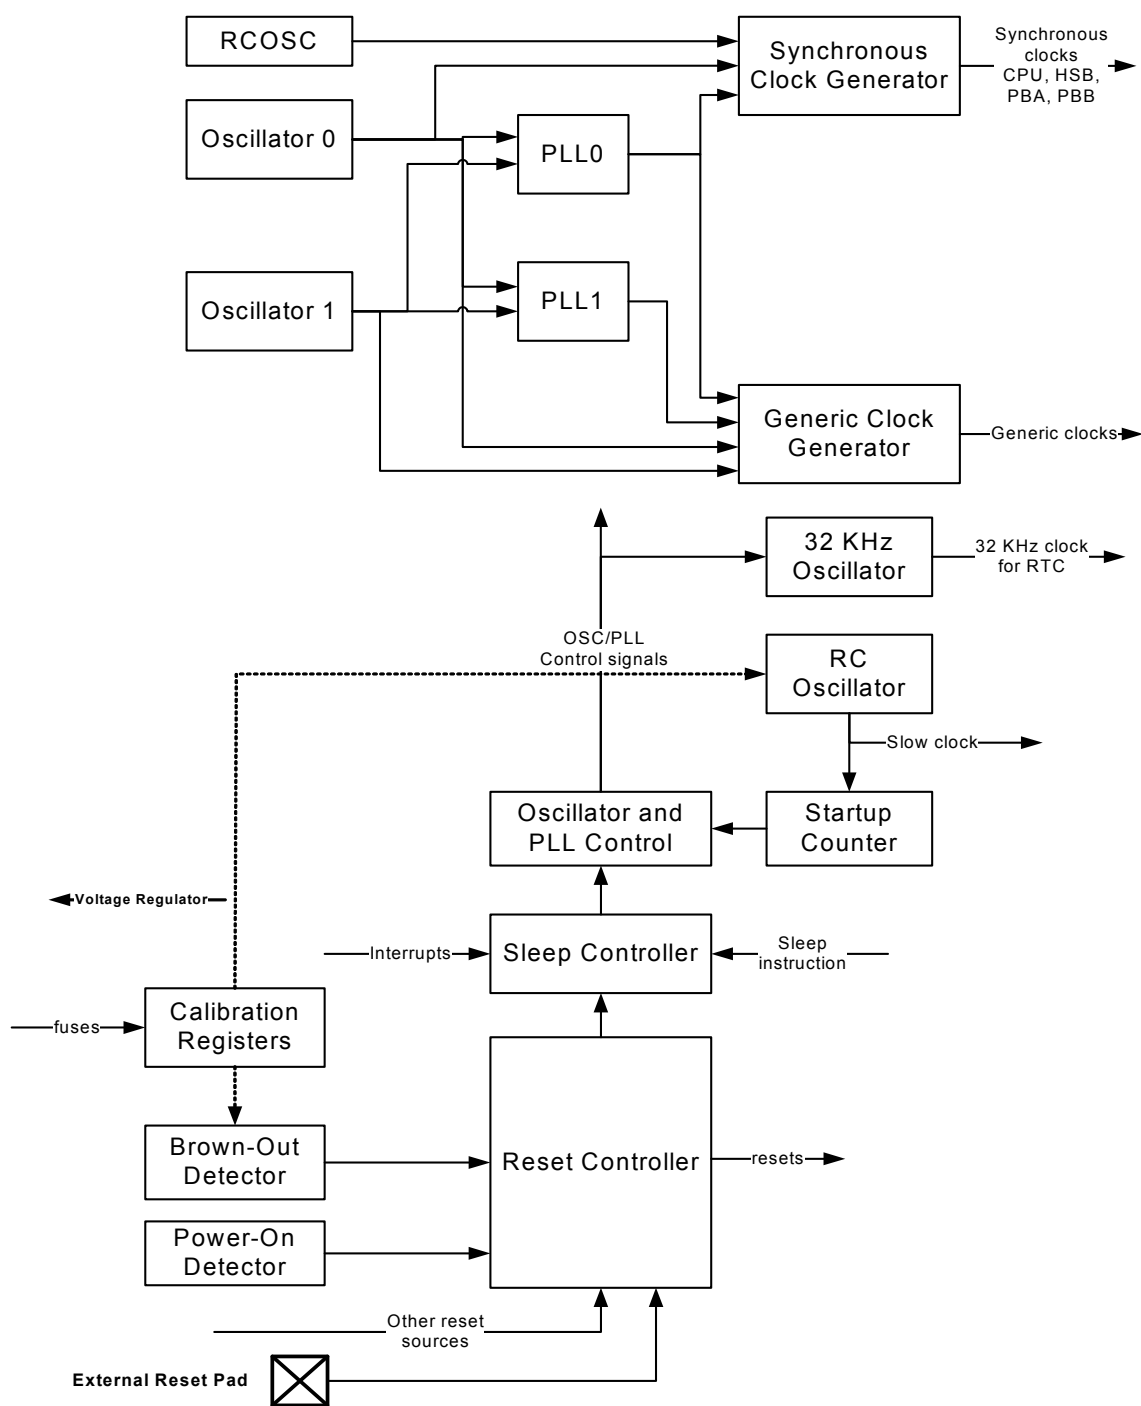 RCOSC
Synchronous
Clock Generator
Synchronous
clocks
CPU, HSB,
PBA, PBB
Oscillator 0
PLL0
Oscillator 1
PLL1
Generic Clock
Generator
Generic clocks
32 KHz
Oscillator
32 KHz clock
for RTC
OSC/PLL
Control signals
RC
Oscillator
Slow clock
Oscillator and
PLL Control
Startup
Counter
Voltage Regulator
Interrupts
Sleep Controller
Sleep
instruction
fuses
Calibration
Registers
Brown-Out
Detector
Reset Controller
resets
Power-On
Detector
Other reset
sources
External Reset Pad